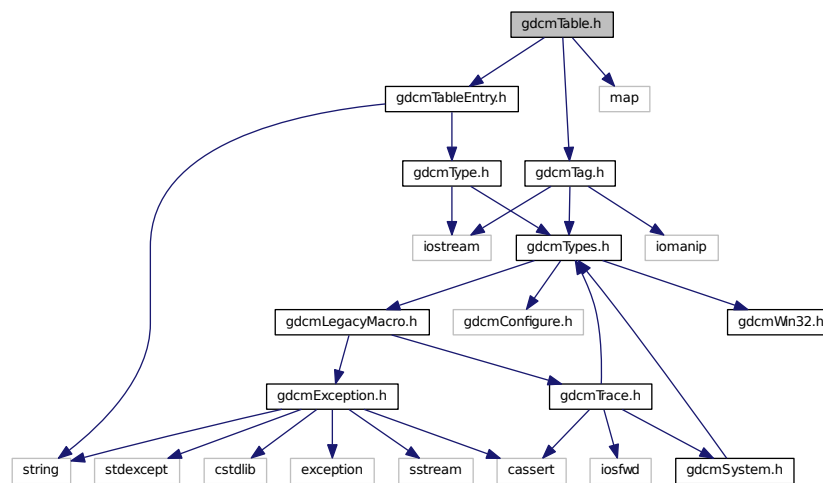 gdcmTable.h
gdcmTableEntry.h
map
gdcmType.h
gdcmTag.h
iostream
gdcmTypes.h
iomanip
gdcmLegacyMacro.h
gdcmConfigure.h
gdcmWin32.h
gdcmException.h
gdcmTrace.h
string
stdexcept
cstdlib
exception
sstream
cassert
iosfwd
gdcmSystem.h